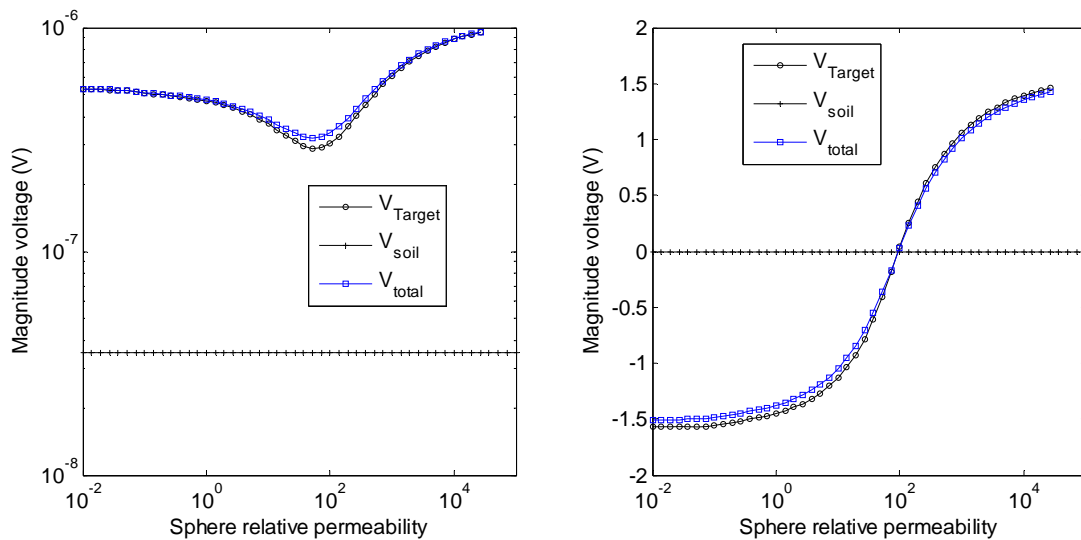 10^-6
10^-7
10^-8
Magnitude voltage (V)
V_Target
V_soil
V_total
10^-2
10^0
10^2
10^4
Sphere relative permeability
2
1.5
1
0.5
0
-0.5
-1
-1.5
-2
Magnitude voltage (V)
V_Target
V_soil
V_total
10^-2
10^0
10^2
10^4
Sphere relative permeability